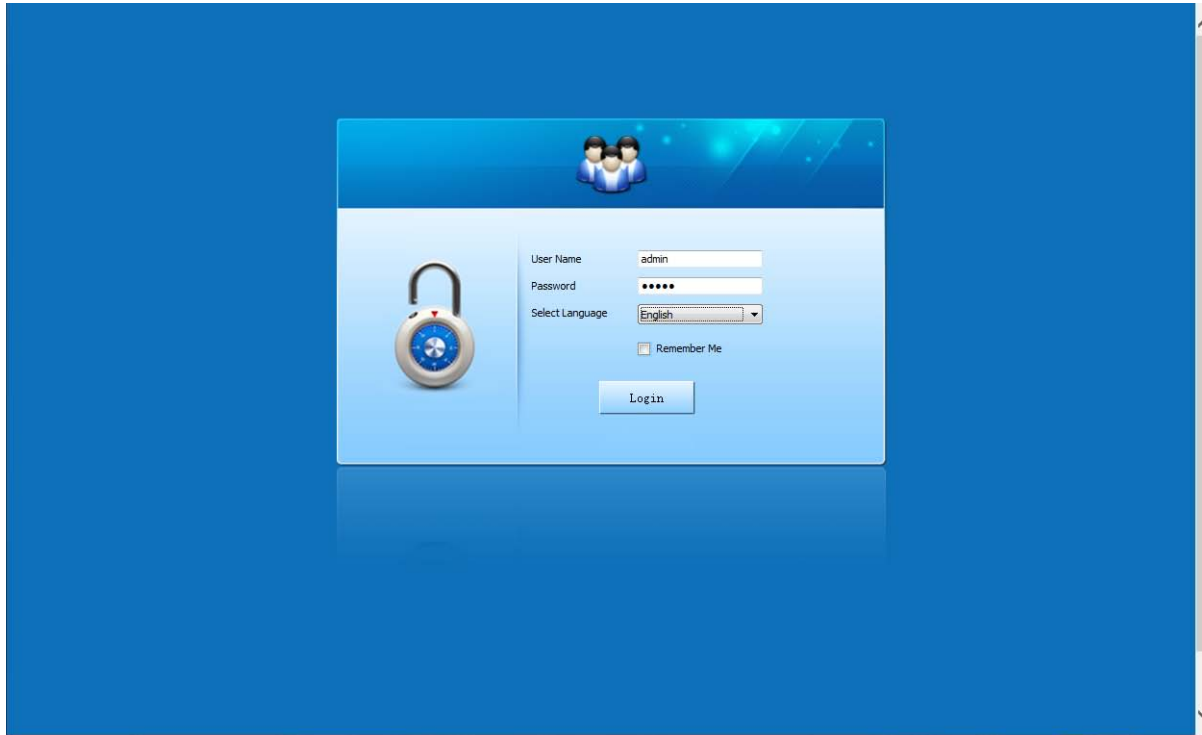 User Name admin
Password •••••
Select Language English
Remember Me
Login